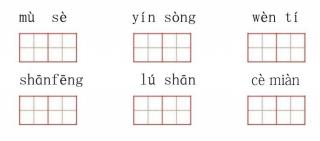 mù sè yín sòng wèn tí
shānfēng lú shān cè miàn